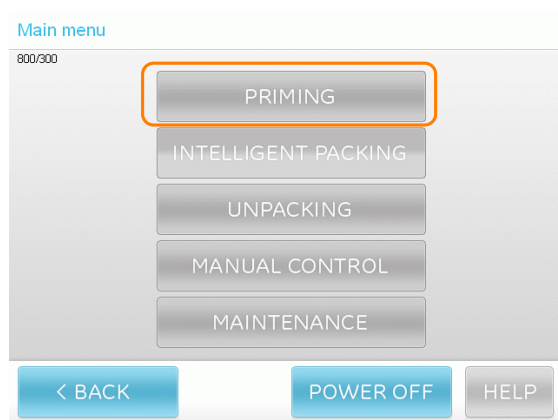 Main menu
800/300
PRIMING
INTELLIGENT PACKING
UNPACKING
MANUAL CONTROL
MAINTENANCE
< BACK
POWER OFF
HELP